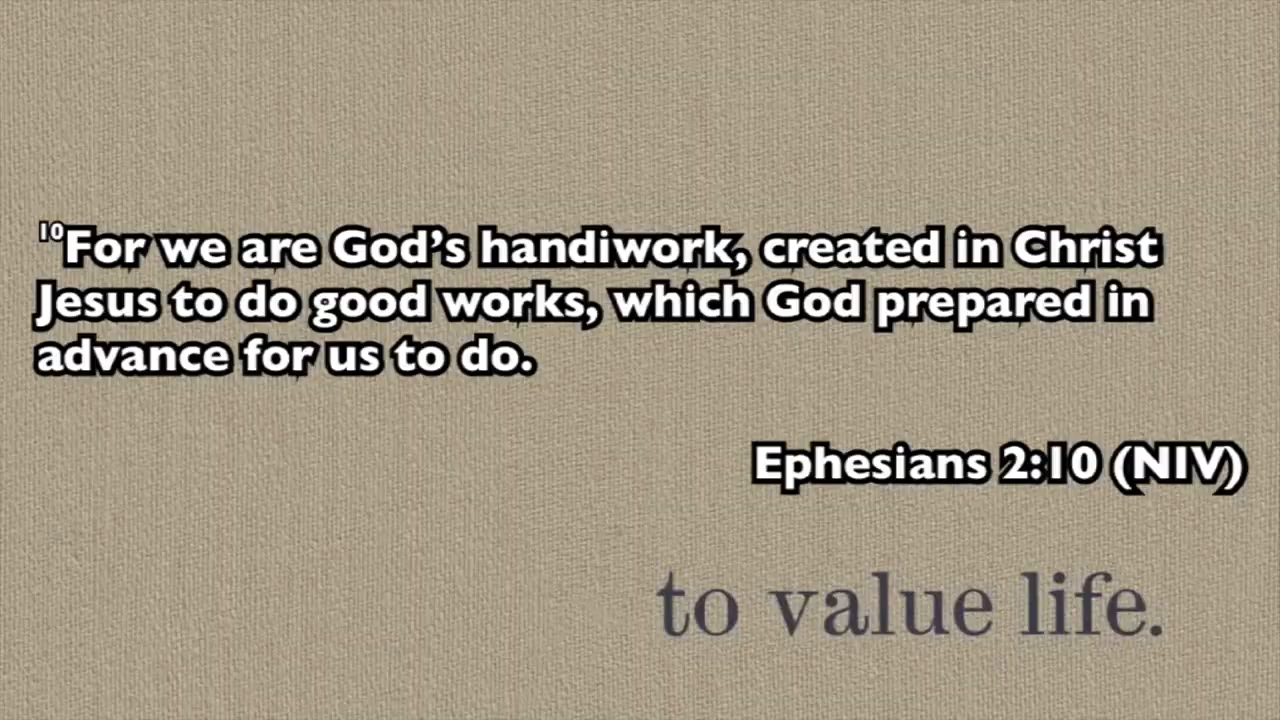 ¹⁰For we are God’s handiwork, created in Christ
Jesus to do good works, which God prepared in
advance for us to do.
Ephesians 2:10 (NIV)
to value life.